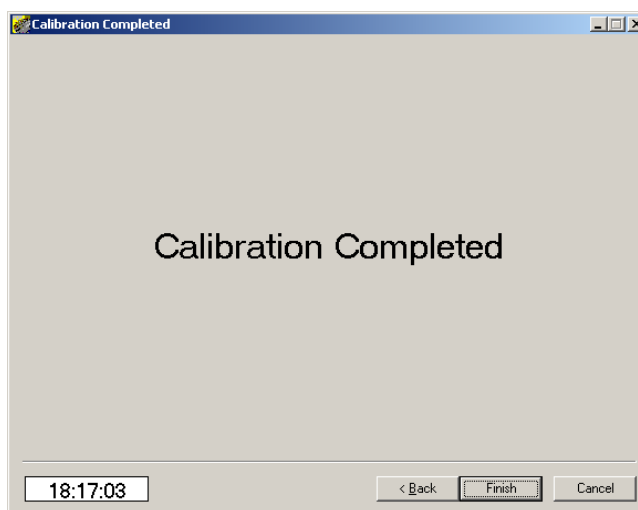 Calibration Completed
Calibration Completed
18:17:03
< Back
Finish
Cancel